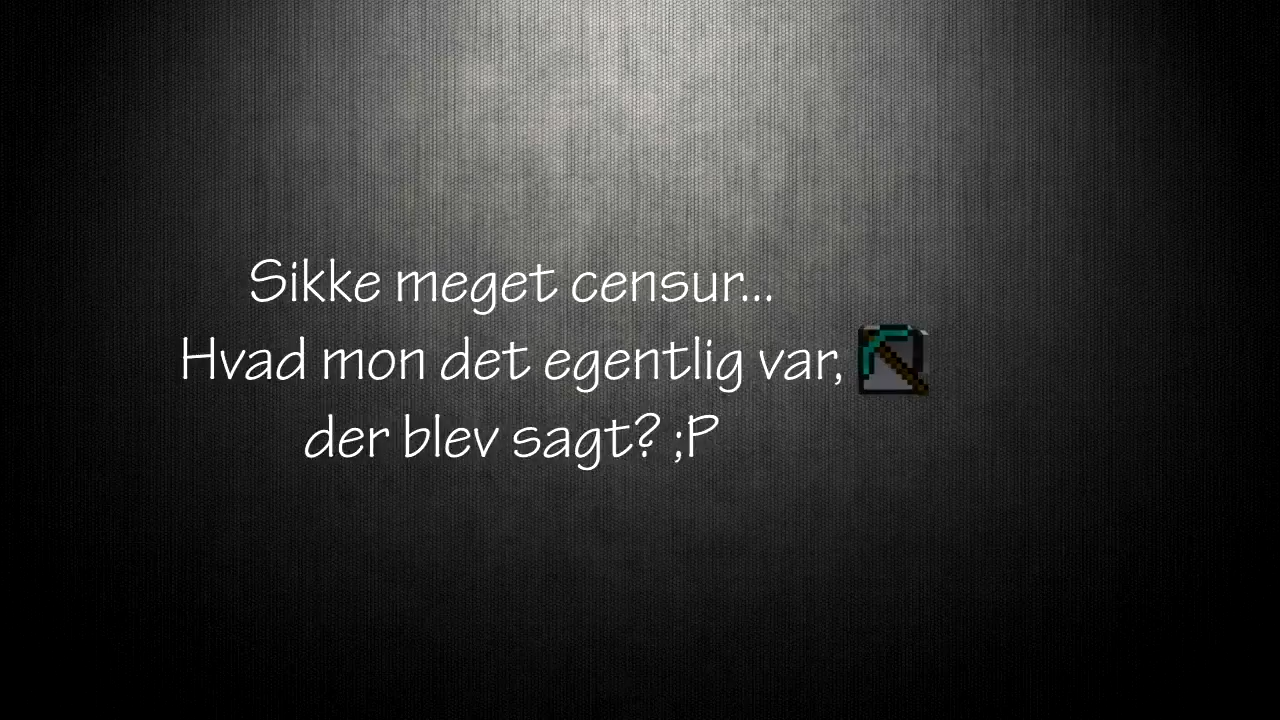 Sikke meget censur...
Hvad mon det egentlig var,
der blev sagt? ;P